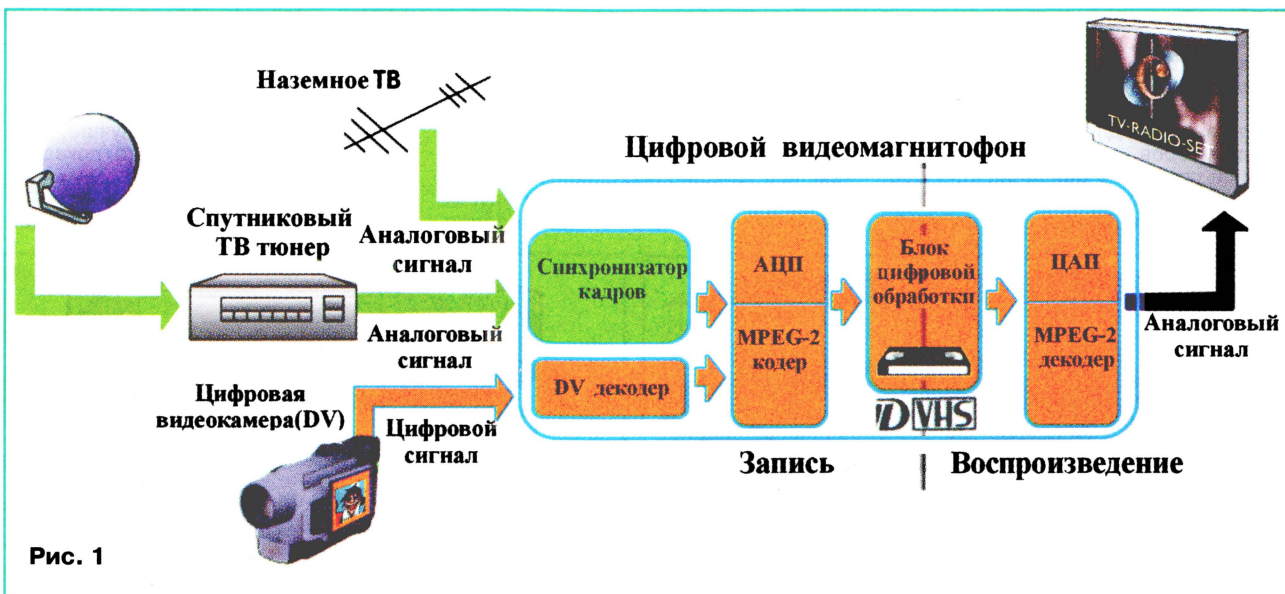 Наземное ТВ
TV-RADIO-SET
Цифровой видеомагнитофон
Спутниковый
ТВ тюнер
Аналоговый
сигнал
Синхронизатор
кадров
АЦП
MPEG-2
кодер
Блок
цифровой
обработки
ЦАП
MPEG-2
декодер
Аналоговый
сигнал
Аналоговый
сигнал
DV декодер
Цифровая
видеокамера(DV)
Цифровой
сигнал
D VHS
Запись
Воспроизведение
Рис. 1